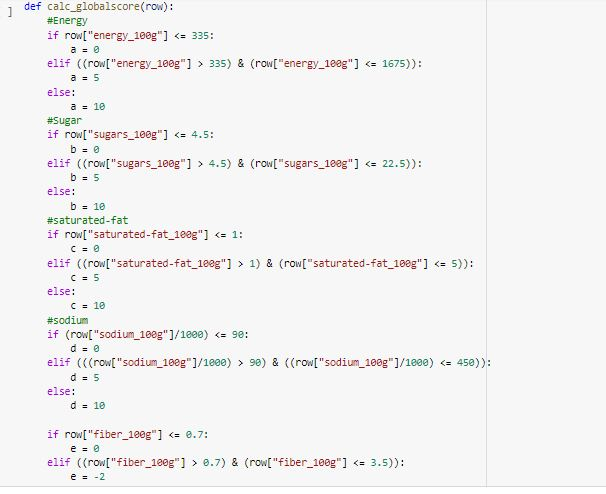 ] def calc_globalscore(row):
#Energy
if row["energy_100g"] <= 335:
a = 0
elif ((row["energy_100g"] > 335) & (row["energy_100g"] <= 1675)):
a = 5
else:
a = 10
#Sugar
if row["sugars_100g"] <= 4.5:
b = 0
elif ((row["sugars_100g"] > 4.5) & (row["sugars_100g"] <= 22.5)):
b = 5
else:
b = 10
#saturated-fat
if row["saturated-fat_100g"] <= 1:
c = 0
elif ((row["saturated-fat_100g"] > 1) & (row["saturated-fat_100g"] <= 5)):
c = 5
else:
c = 10
#sodium
if (row["sodium_100g"]/1000) <= 90:
d = 0
elif (((row["sodium_100g"]/1000) > 90) & ((row["sodium_100g"]/1000) <= 450)):
d = 5
else:
d = 10
if row["fiber_100g"] <= 0.7:
e = 0
elif ((row["fiber_100g"] > 0.7) & (row["fiber_100g"] <= 3.5)):
e = -2